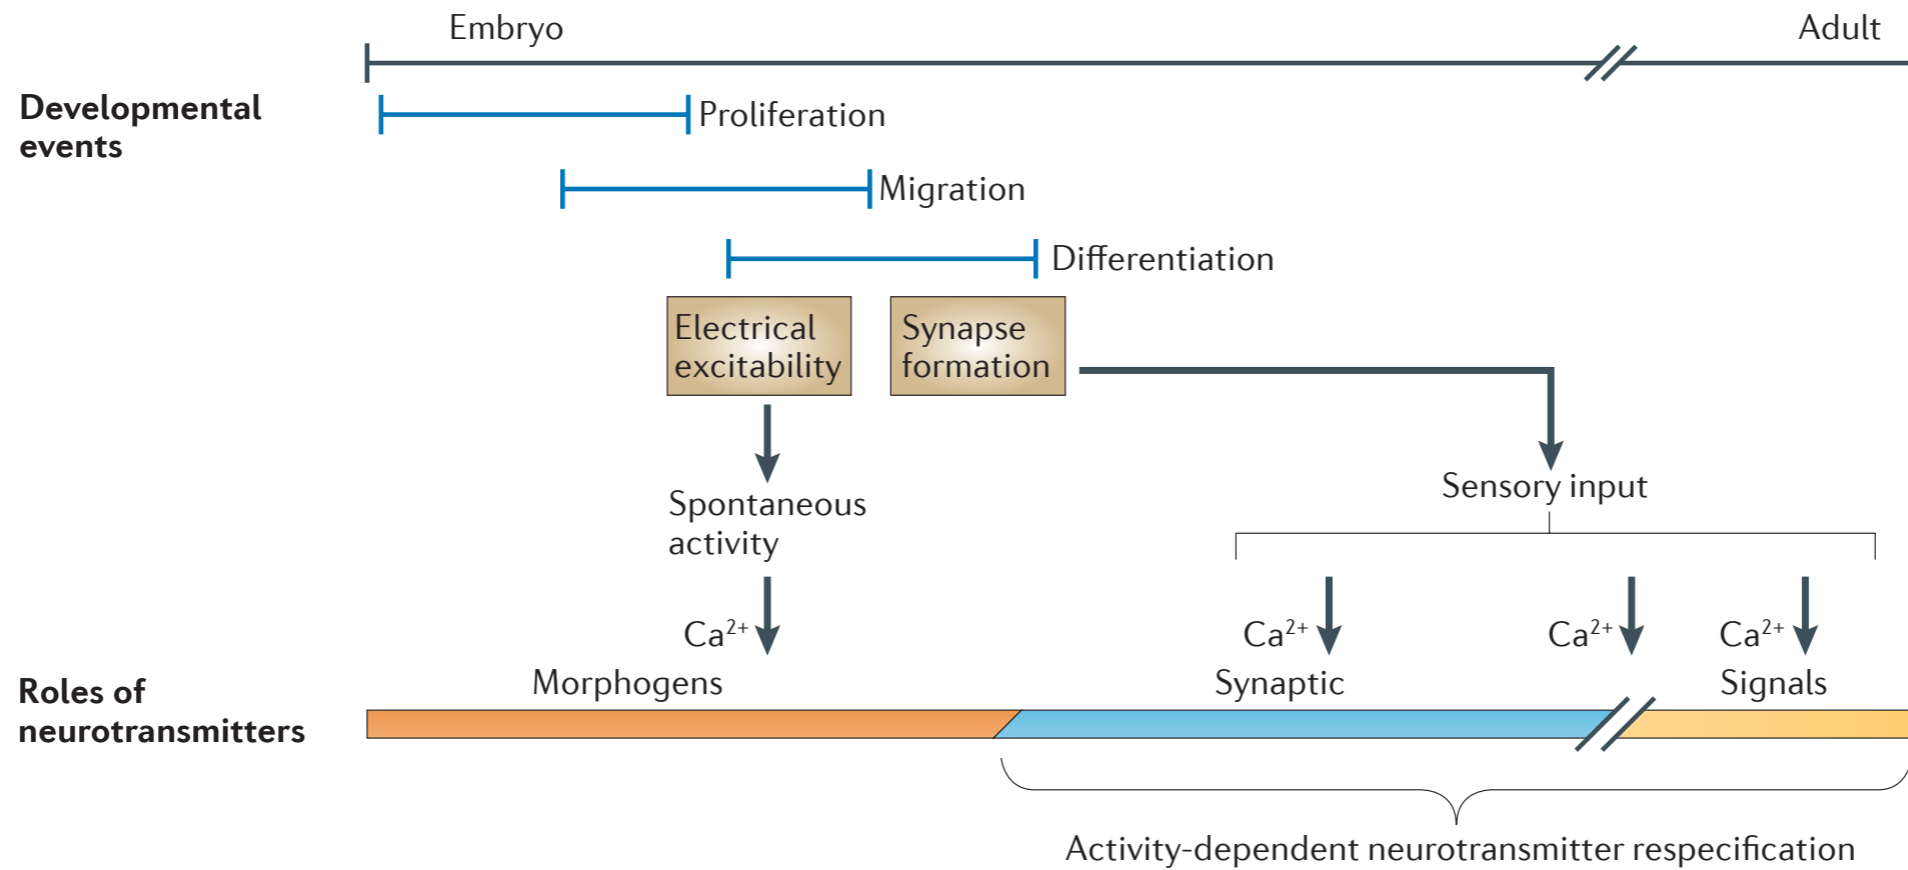 Embryo
Adult
Developmental
events
Proliferation
Migration
Differentiation
Electrical
excitability
Synapse
formation
Spontaneous
activity
Sensory input
Ca²⁺
Ca²⁺
Ca²⁺
Ca²⁺
Roles of
neurotransmitters
Morphogens
Synaptic
Signals
Activity-dependent neurotransmitter respecification